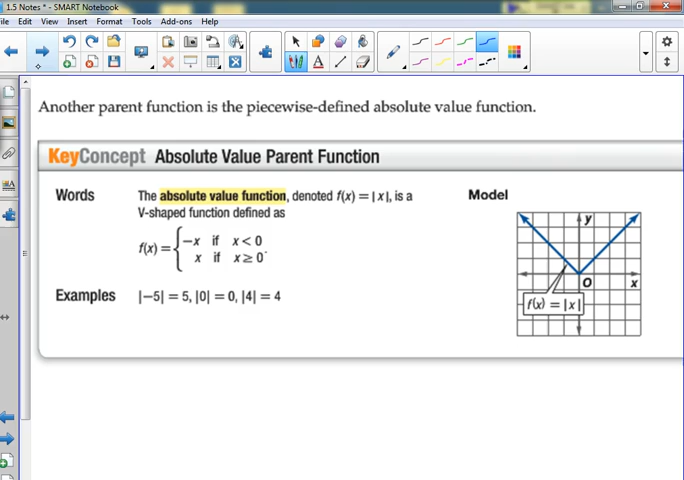 1.5 Notes * - SMART Notebook
File Edit View Insert Format Tools Add-ons Help
Another parent function is the piecewise-defined absolute value function.
KeyConcept Absolute Value Parent Function
Words
The absolute value function, denoted f(x) = |x|, is a
V-shaped function defined as
f(x) = { −x if x < 0
x if x ≥ 0.
Examples
|−5| = 5, |0| = 0, |4| = 4
Model
y
O
x
f(x) = |x|